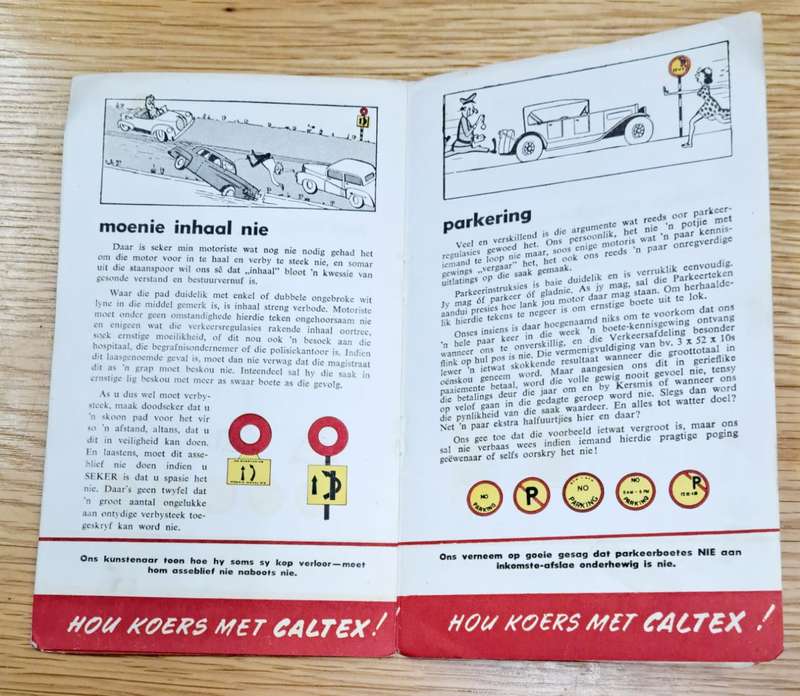 moenie inhaal nie
Daar is seker min motoriste wat nog nie nodig gehad het
om die motor voor in te haal en verby te steek nie, en somar
uit die staanspoor wil ons sê dat „inhaal” bloot 'n kwessie van
gesonde verstand en bestuurvernuf is.
Waar die pad duidelik met enkel of dubbele ongebroke wit
lyne in die middel gemerk is, is inhaal streng verbode. Motoriste
moet onder geen omstandighede hierdie teken ongehoorsaam nie
en enigeen wat die verkeersregulasies rakende inhaal oortree,
soek ernstige moeilikheid, of dit nou ook 'n besoek aan die
hospitaal, die begrafnisondernemer of die polisiekantoor is. Indien
dit laasgenoemde geval is, moet dan nie verwag dat die magistraat
dit as 'n grap moet beskou nie. Inteendeel sal hy die saak in
ernstige lig beskou met meer as swaar boete as die gevolg.
As u dus wel moet verby-
steek, maak doodseker dat u
'n skoon pad voor het vir
so 'n afstand, altans, dat u
dit in veiligheid kan doen.
En laastens, moet dit asse-
blief nie doen indien u
SEKER is dat u spasie het
nie. Daar's geen twyfel dat
'n groot aantal ongelukke
aan ontydige verbysteek toe-
geskryf kan word nie.
Ons kunstenaar toon hoe hy soms sy kop verloor—moet
hom asseblief nie naboots nie.
HOU KOERS MET CALTEX!
parkering
Veel en verskillend is die argumente wat reeds oor parkeer-
regulasies gewoed het. Ons persoonlik, het nie 'n potjie met
iemand te loop nie maar, soos enige motoris wat 'n paar kennis-
gewings „vergaar” het, het ook ons reeds 'n paar onregverdige
uitlatings op die saak gemaak.
Parkeerinstruksies is baie duidelik en is verruklik eenvoudig.
Jy mag óf parkeer óf gladnie. As jy mag, sal die Parkeerteken
aandui presies hoe lank jou motor daar mag staan. Om herhaalde-
lik hierdie tekens te negeer is om ernstige boete uit te lok.
Ons insiens is daar hoegenaamd niks om te voorkom dat ons
'n hele paar keer in die week 'n boete-kennisgewing ontvang
wanneer ons te onverskillig, en die Verkeersafdeling besonder
flink op hul pos is nie. Die vermenigvuldiging van bv. 3 x 52 x 10s
lewer 'n ietwat skokkende resultaat wanneer die groottotaal in
oënskou geneem word. Maar aangesien ons dit in gerieflike
paaiemente betaal, word die volle gewig nooit gevoel nie, tensy
die betalings deur die jaar om en by Kersmis of wanneer ons
op velof gaan in die gedagte geroep word nie. Slegs dan word
die pynlikheid van die saak waardeer. En alles tot watter doel?
Net 'n paar ekstra halfuurtjies hier en daar?
Ons gee toe dat die voorbeeld ietwat vergroot is, maar ons
sal nie verbaas wees indien iemand hierdie pragtige poging
geëwenaar of selfs oorskry het nie!
NO
PARKING
P
NO
PARKING
NO
8 AM - 5 PM
PARKING
P
Ons verneem op goeie gesag dat parkeerboetes NIE aan
inkomste-afslae onderhewig is nie.
HOU KOERS MET CALTEX!